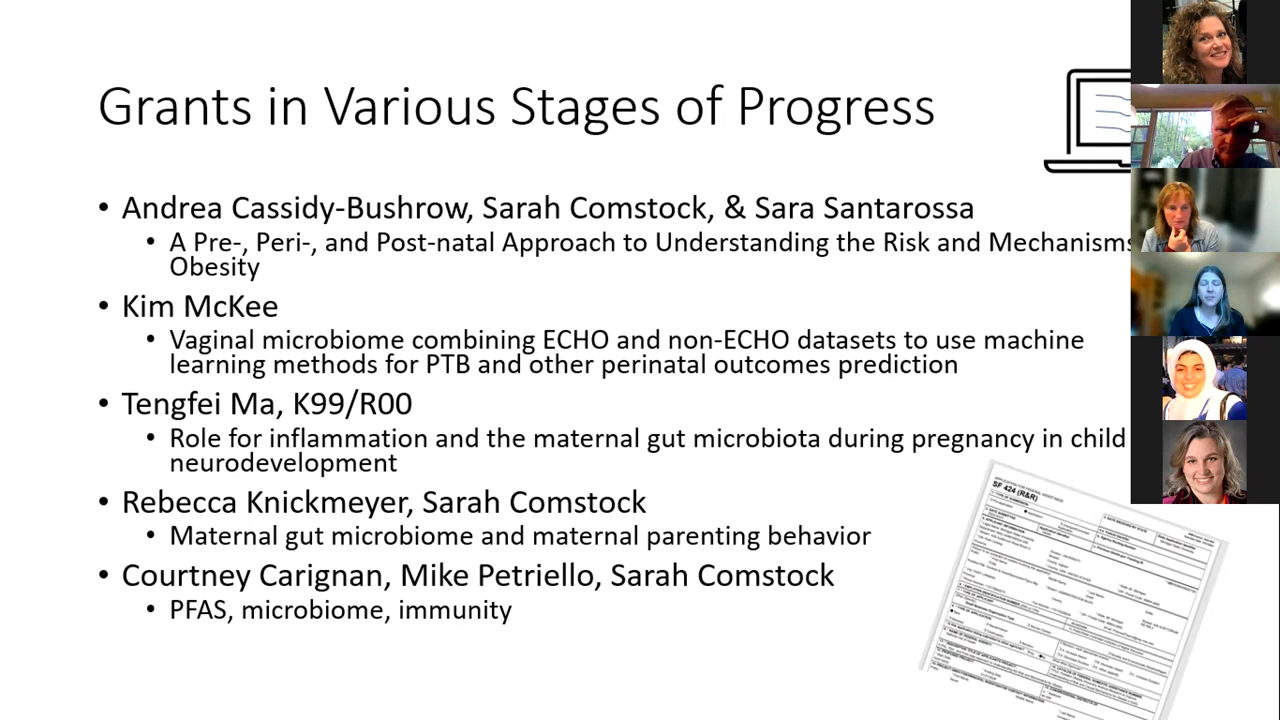 Grants in Various Stages of Progress
• Andrea Cassidy-Bushrow, Sarah Comstock, & Sara Santarossa
• A Pre-, Peri-, and Post-natal Approach to Understanding the Risk and Mechanisms
Obesity
• Kim McKee
• Vaginal microbiome combining ECHO and non-ECHO datasets to use machine
learning methods for PTB and other perinatal outcomes prediction
• Tengfei Ma, K99/R00
• Role for inflammation and the maternal gut microbiota during pregnancy in child
neurodevelopment
• Rebecca Knickmeyer, Sarah Comstock
• Maternal gut microbiome and maternal parenting behavior
• Courtney Carignan, Mike Petriello, Sarah Comstock
• PFAS, microbiome, immunity
APPLICATION FOR FEDERAL ASSISTANCE
SF 424 (R&R)